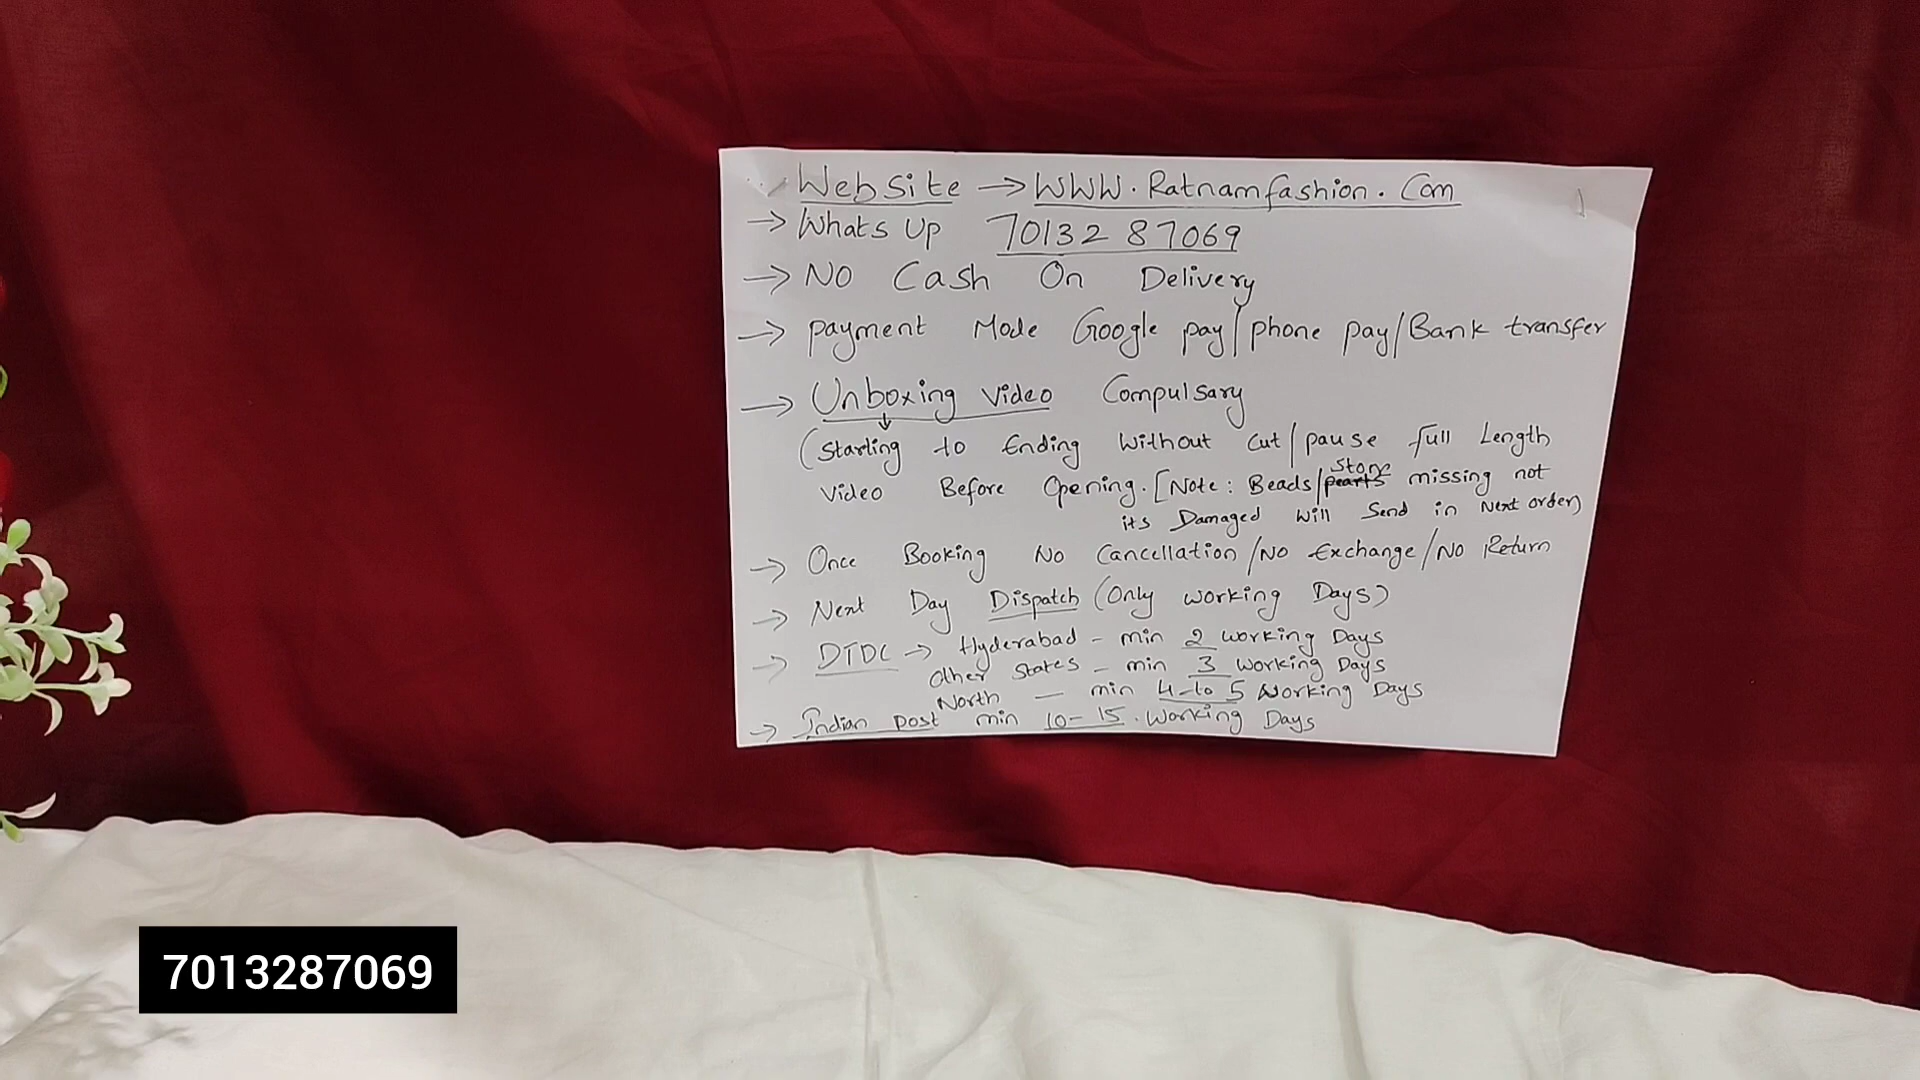 Website → www.Ratnamfashion.Com
→ Whats Up 70132 87069
→ NO Cash On Delivery
→ payment Mode Google pay/phone pay/Bank transfer
→ Unboxing video Compulsary
(Starting to Ending without cut/pause full Length
Video Before Opening. [Note: Beads/stone missing not
its Damaged will Send in Next order)
→ Once Booking No Cancellation/No Exchange/No Return
→ Next Day Dispatch (Only working Days)
→ DTDC → Hyderabad - min 2 working Days
Other States - min 3 working Days
North - min 4 to 5 working Days
→ Indian post min 10-15. Working Days
7013287069